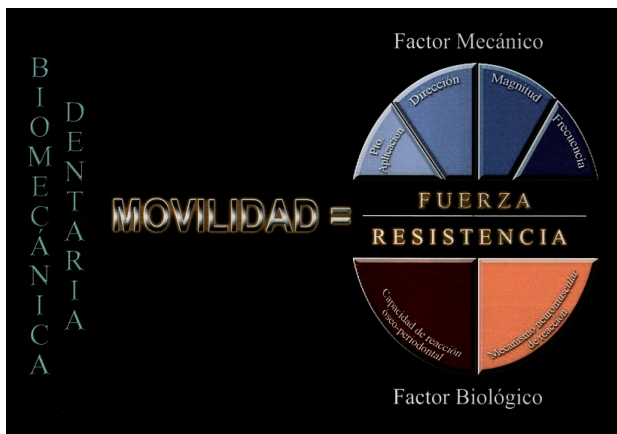 BIOMECÁNICA
DENTARIA
MOVILIDAD =
Factor Mecánico
Pto.
Aplicación
Dirección
Magnitud
Frecuencia
FUERZA
RESISTENCIA
Capacidad de reacción
ósco-periodontal
Mecanismo neuromuscular
de reacción
Factor Biológico